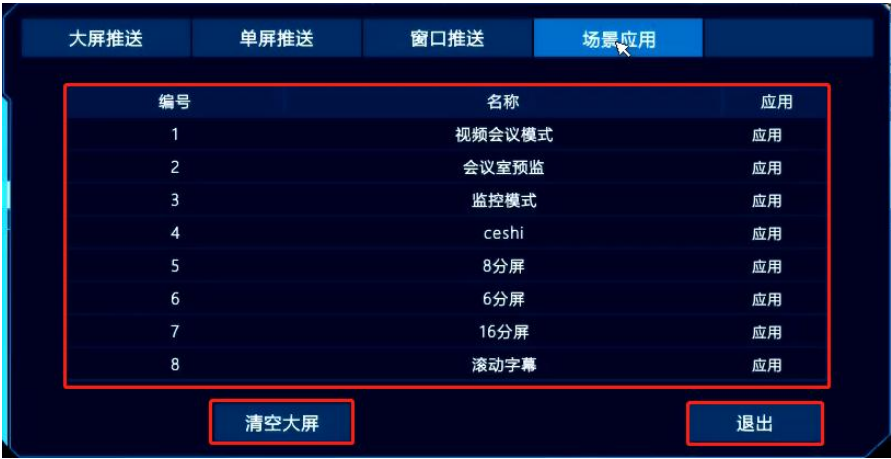 大屏推送 单屏推送 窗口推送 场景应用
编号 名称 应用
1 视频会议模式 应用
2 会议室预监 应用
3 监控模式 应用
4 ceshi 应用
5 8分屏 应用
6 6分屏 应用
7 16分屏 应用
8 滚动字幕 应用
清空大屏 退出